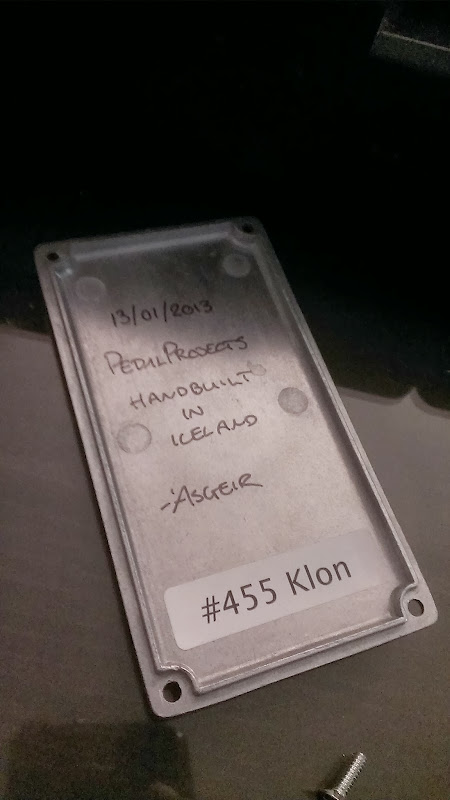 13/01/2013
PEDALPROJECTS
HANDBUILT
IN
ICELAND
-ÁSGEIR
#455 Klon